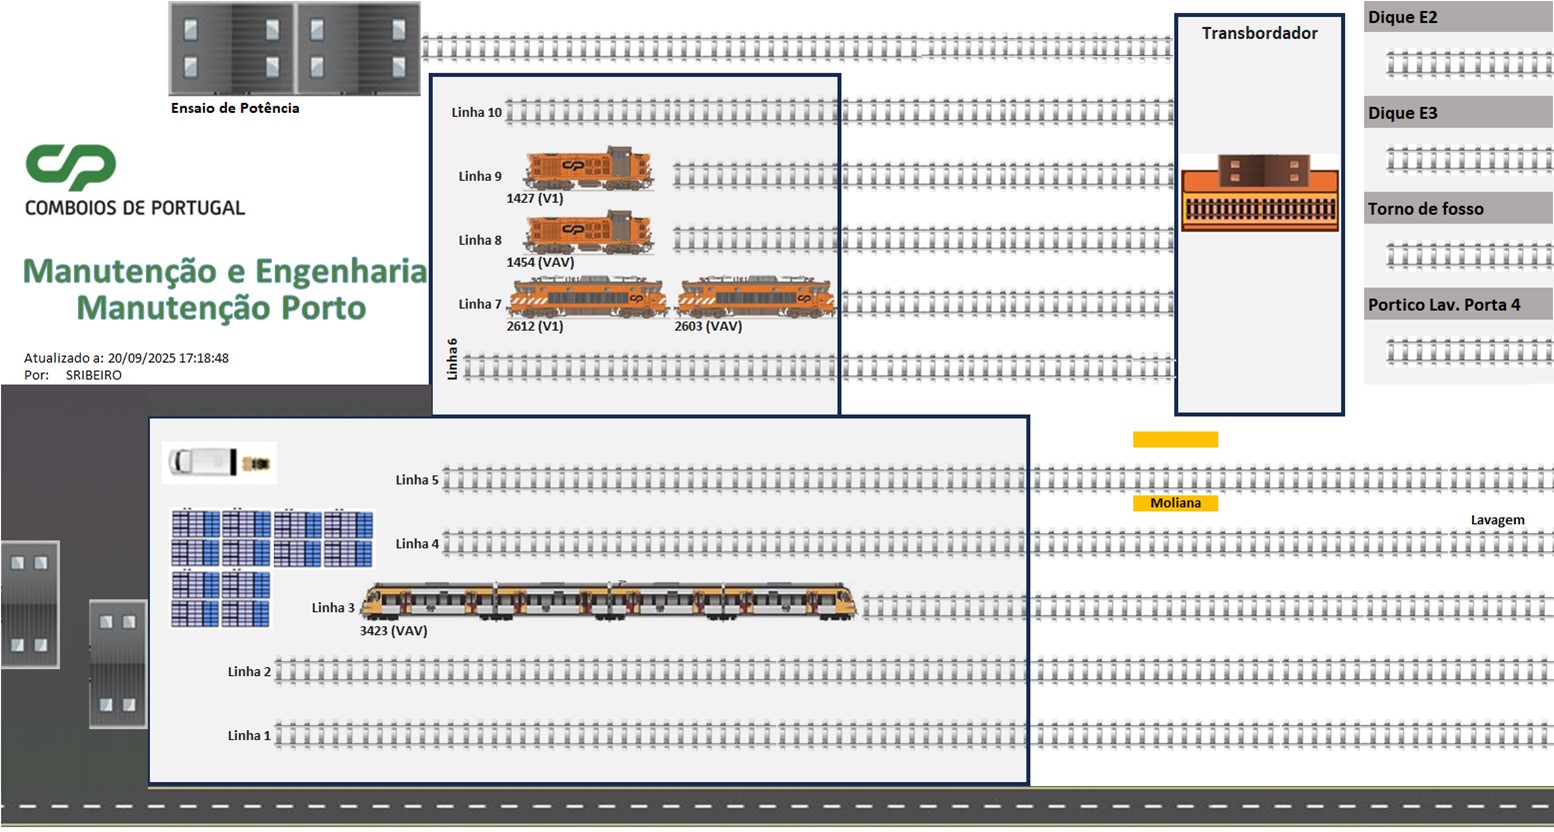 Ensaio de Potência
CP
COMBOIOS DE PORTUGAL
Manutenção e Engenharia
Manutenção Porto
Atualizado a: 20/09/2025 17:18:48
Por: SRIBEIRO
Linha 10
Linha 9
1427 (V1)
Linha 8
1454 (VAV)
Linha 7
2612 (V1)
2603 (VAV)
Linha 6
Transbordador
Dique E2
Dique E3
Torno de fosso
Portico Lav. Porta 4
Linha 5
Moliana
Lavagem
Linha 4
Linha 3
3423 (VAV)
Linha 2
Linha 1